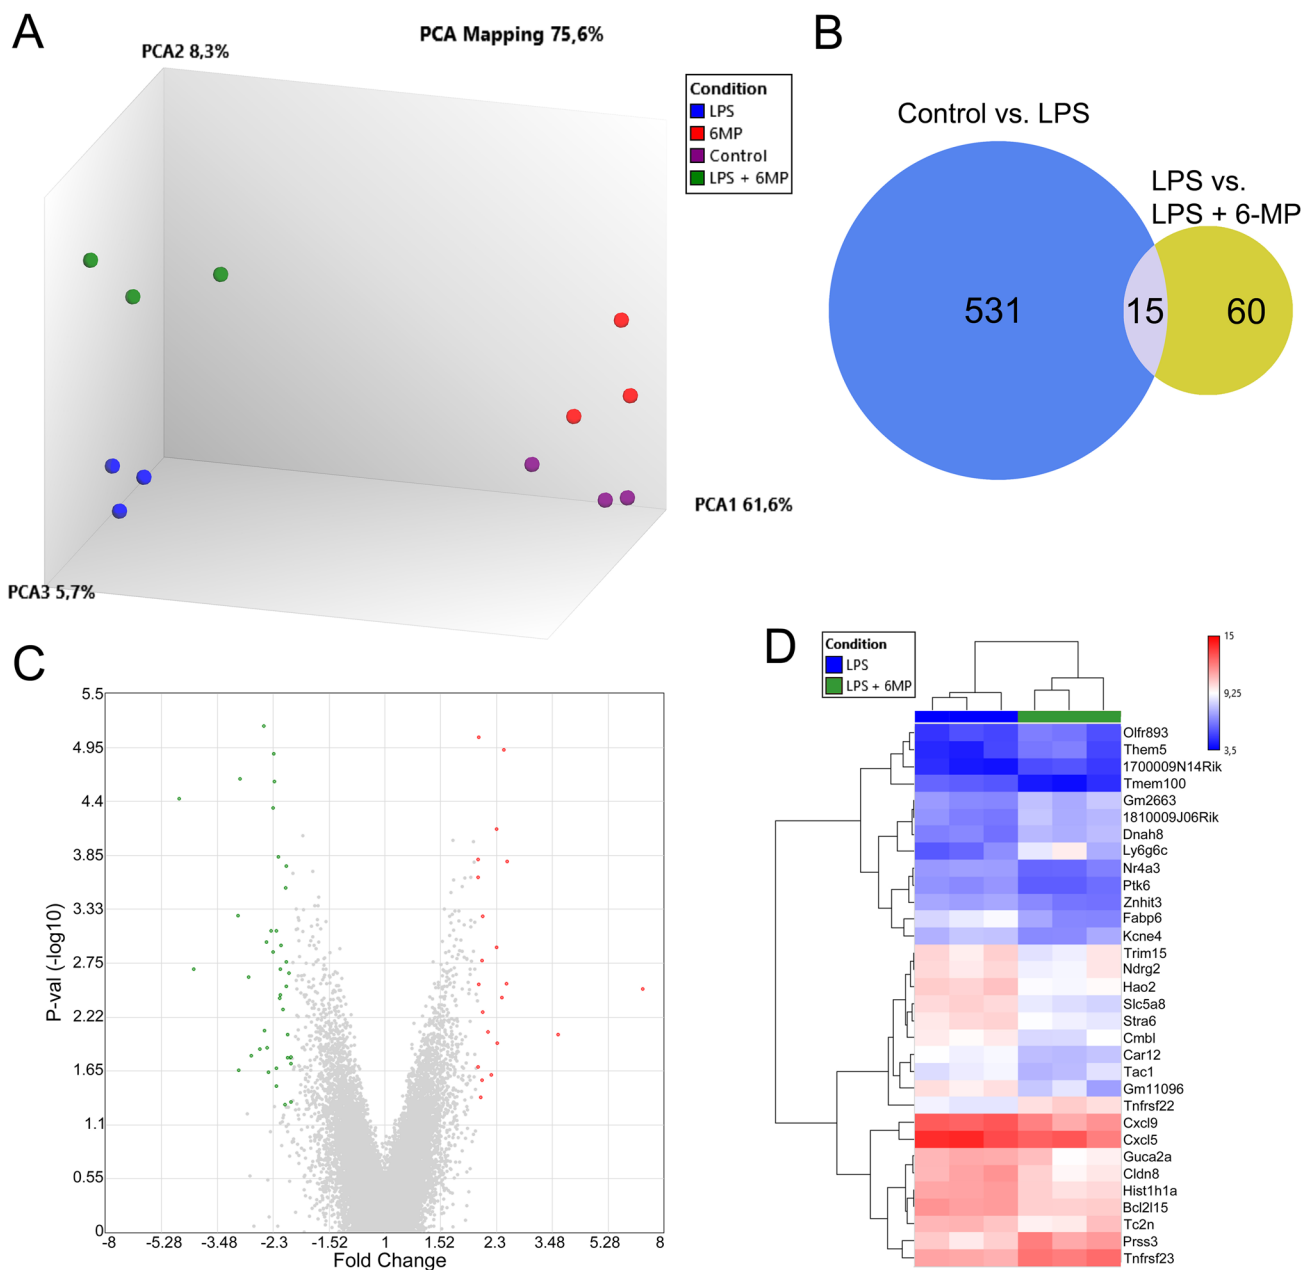 A
PCA Mapping 75,6%
PCA2 8,3%
Condition
LPS
6MP
Control
LPS + 6MP
PCA1 61,6%
PCA3 5,7%
B
Control vs. LPS
LPS vs.
LPS + 6-MP
531
15
60
C
5.5
4.95
4.4
3.85
3.33
2.75
2.22
1.65
1.1
0.55
0
P-val (-log10)
-8
-5.28
-3.48
-2.3
-1.52
1
1.52
2.3
3.48
5.28
8
Fold Change
D
Condition
LPS
LPS + 6MP
15
9,25
3,5
Olfr893
Them5
1700009N14Rik
Tmem100
Gm2663
1810009J06Rik
Dnah8
Ly6g6c
Nr4a3
Ptk6
Znhit3
Fabp6
Kcne4
Trim15
Ndrg2
Hao2
Slc5a8
Stra6
Cmbl
Car12
Tac1
Gm11096
Tnfrsf22
Cxcl9
Cxcl5
Guca2a
Cldn8
Hist1h1a
Bcl2l15
Tc2n
Prss3
Tnfrsf23